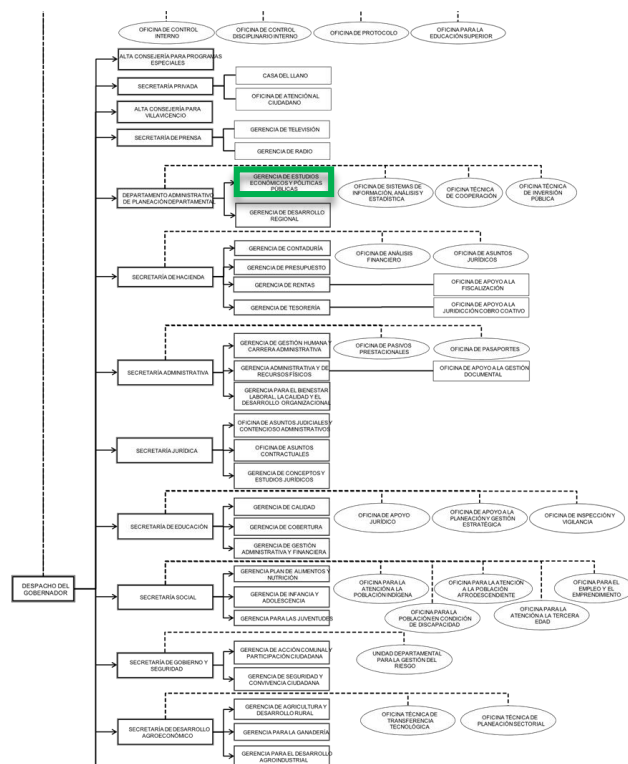 OFICINA DE CONTROL
INTERNO
OFICINA DE CONTROL
DISCIPLINARIO INTERNO
OFICINA DE PROTOCOLO
OFICINA PARA LA
EDUCACIÓN SUPERIOR
ALTA CONSEJERÍA PARA PROGRAMAS
ESPECIALES
SECRETARÍA PRIVADA
CASA DEL LLANO
OFICINA DE ATENCIÓN AL
CIUDADANO
ALTA CONSEJERÍA PARA
VILLAVICENCIO
SECRETARÍA DE PRENSA
GERENCIA DE TELEVISIÓN
GERENCIA DE RADIO
DEPARTAMENTO ADMINISTRATIVO
DE PLANEACIÓN DEPARTAMENTAL
GERENCIA DE ESTUDIOS
ECONÓMICOS Y POLÍTICAS
PÚBLICAS
GERENCIA DE DESARROLLO
REGIONAL
OFICINA DE SISTEMAS DE
INFORMACIÓN, ANÁLISIS Y
ESTADÍSTICA
OFICINA TÉCNICA
DE COOPERACIÓN
OFICINA TÉCNICA
DE INVERSIÓN
PÚBLICA
SECRETARÍA DE HACIENDA
GERENCIA DE CONTADURÍA
GERENCIA DE PRESUPUESTO
GERENCIA DE RENTAS
GERENCIA DE TESORERÍA
OFICINA DE ANÁLISIS
FINANCIERO
OFICINA DE ASUNTOS
JURÍDICOS
OFICINA DE APOYO A LA
FISCALIZACIÓN
OFICINA DE APOYO A LA
JURIDICCIÓN COBRO COATIVO
SECRETARÍA ADMINISTRATIVA
GERENCIA DE GESTIÓN HUMANA Y
CARRERA ADMINISTRATIVA
GERENCIA ADMINISTRATIVA Y DE
RECURSOS FÍSICOS
GERENCIA PARA EL BIENESTAR
LABORAL, LA CALIDAD Y EL
DESARROLLO ORGANIZACIONAL
OFICINA DE PASIVOS
PRESTACIONALES
OFICINA DE PASAPORTES
OFICINA DE APOYO A LA GESTIÓN
DOCUMENTAL
SECRETARÍA JURÍDICA
OFICINA DE ASUNTOS JUDICIALES Y
CONTENCIOSO ADMINISTRATIVOS
OFICINA DE ASUNTOS
CONTRACTUALES
GERENCIA DE CONCEPTOS Y
ESTUDIOS JURÍDICOS
SECRETARÍA DE EDUCACIÓN
GERENCIA DE CALIDAD
GERENCIA DE COBERTURA
GERENCIA DE GESTIÓN
ADMINISTRATIVA Y FINANCIERA
OFICINA DE APOYO
JURÍDICO
OFICINA DE APOYO A LA
PLANEACIÓN Y GESTIÓN
ESTRATÉGICA
OFICINA DE INSPECCIÓN Y
VIGILANCIA
DESPACHO DEL
GOBERNADOR
SECRETARÍA SOCIAL
GERENCIA PLAN DE ALIMENTOS Y
NUTRICIÓN
GERENCIA DE INFANCIA Y
ADOLESCENCIA
GERENCIA PARA LAS JUVENTUDES
OFICINA PARA LA
ATENCIÓN A LA
POBLACIÓN INDÍGENA
OFICINA PARA LA ATENCION
A LA POBLACIÓN
AFRODESCENDIENTE
OFICINA PARA EL
EMPLEO Y EL
EMPRENDIMIENTO
OFICINA PARA LA
POBLACIÓN EN CONDICIÓN
DE DISCAPACIDAD
OFICINA PARA LA
ATENCIÓN A LA TERCERA
EDAD
SECRETARÍA DE GOBIERNO Y
SEGURIDAD
GERENCIA DE ACCIÓN COMUNAL Y
PARTICIPACIÓN CIUDADANA
GERENCIA DE SEGURIDAD Y
CONVIVENCIA CIUDADANA
UNIDAD DEPARTAMENTAL
PARA LA GESTIÓN DEL
RIESGO
SECRETARÍA DE DESARROLLO
AGROECONÓMICO
GERENCIA DE AGRICULTURA Y
DESARROLLO RURAL
GERENCIA PARA LA GANADERÍA
GERENCIA PARA EL DESARROLLO
AGROINDUSTRIAL
OFICINA TÉCNICA DE
TRANSFERENCIA
TECNOLÓGICA
OFICINA TÉCNICA DE
PLANEACIÓN SECTORIAL